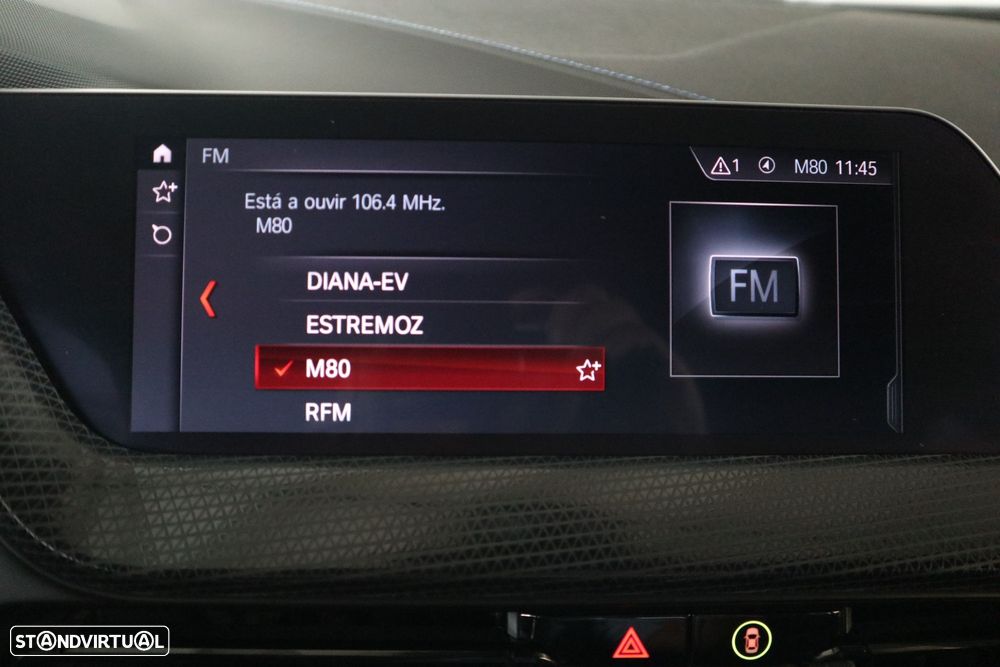 FM
1 M80 11:45
Está a ouvir 106.4 MHz.
M80
FM
DIANA-EV
ESTREMOZ
M80
RFM
STANDVIRTUAL